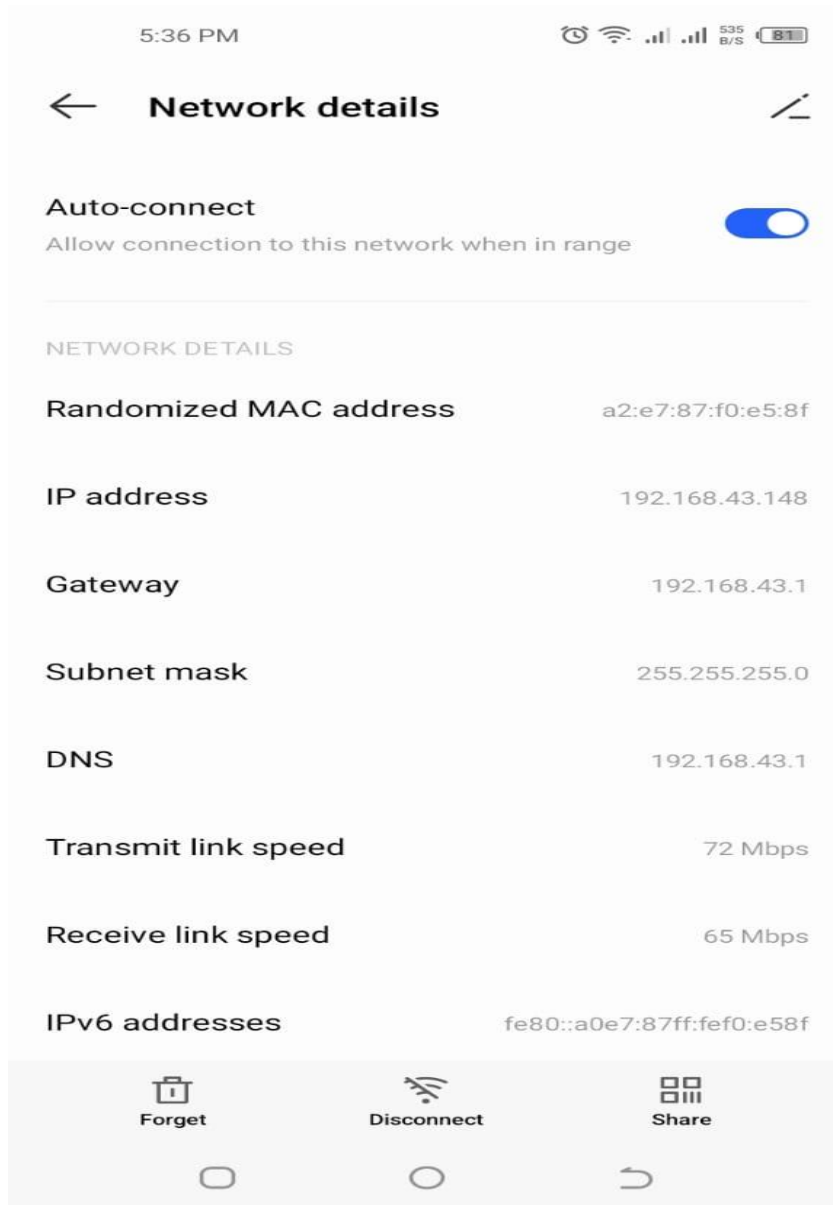 5:36 PM 535 B/S 81
Network details
Auto-connect
Allow connection to this network when in range
NETWORK DETAILS
Randomized MAC address a2:e7:87:f0:e5:8f
IP address 192.168.43.148
Gateway 192.168.43.1
Subnet mask 255.255.255.0
DNS 192.168.43.1
Transmit link speed 72 Mbps
Receive link speed 65 Mbps
IPv6 addresses fe80::a0e7:87ff:fef0:e58f
Forget Disconnect Share